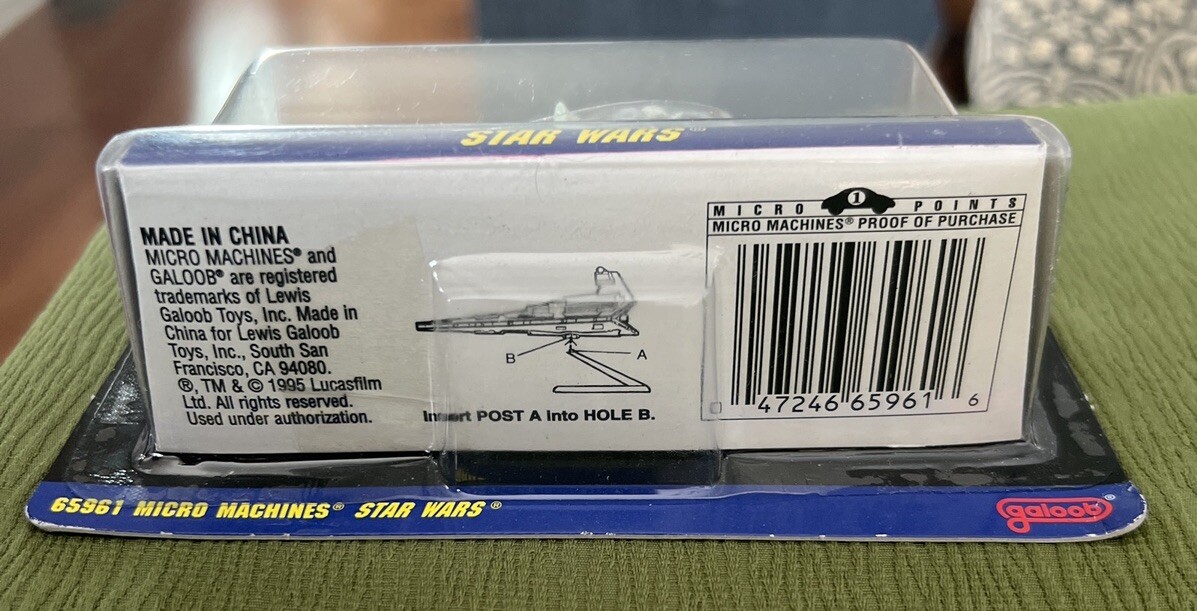 STAR WARS™
MADE IN CHINA
MICRO MACHINES® and
GALOOB® are registered
trademarks of Lewis
Galoob Toys, Inc. Made in
China for Lewis Galoob
Toys, Inc., South San
Francisco, CA 94080.
®, TM & © 1995 Lucasfilm
Ltd. All rights reserved.
Used under authorization.
B
A
Insert POST A into HOLE B.
MICRO 1 POINTS
MICRO MACHINES® PROOF OF PURCHASE
47246 65961 6
65961 MICRO MACHINES® STAR WARS®
galoob®